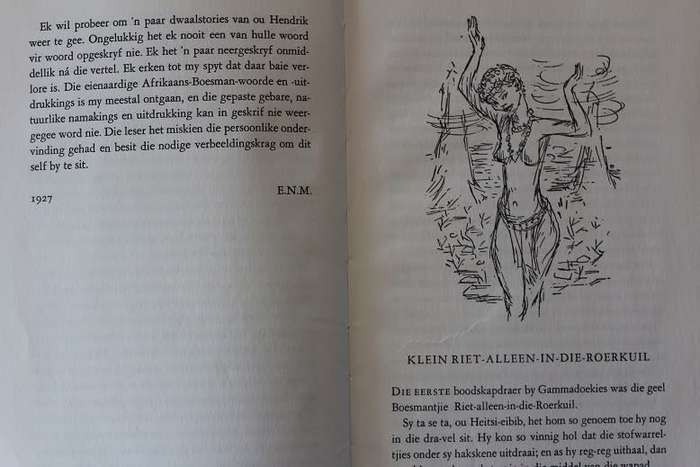 Ek wil probeer om 'n paar dwaalstories van ou Hendrik
weer te gee. Ongelukkig het ek nooit een van hulle woord
vir woord opgeskryf nie. Ek het 'n paar neergeskryf onmid-
dellik ná die vertel. Ek erken tot my spyt dat daar baie ver-
lore is. Die eienaardige Afrikaans-Boesman-woorde en -uit-
drukkings is my meestal ontgaan, en die gepaste gebare, na-
tuurlike namakings en uitdrukking kan in geskrif nie weer-
gegee word nie. Die leser het miskien die persoonlike onder-
vinding gehad en besit die nodige verbeeldingskrag om dit
self by te sit.
E.N.M.
1927
KLEIN RIET-ALLEEN-IN-DIE-ROERKUIL
DIE EERSTE boodskapdraer by Gammadoekies was die geel
Boesmantjie Riet-alleen-in-die-Roerkuil.
Sy ta se ta, ou Heitsi-eibib, het hom so genoem toe hy nog
in die dra-vel sit. Hy kon so vinnig hol dat die stofwarrel-
tjies onder sy hakskene uitdraai; en as hy reg-reg uithaal, dan